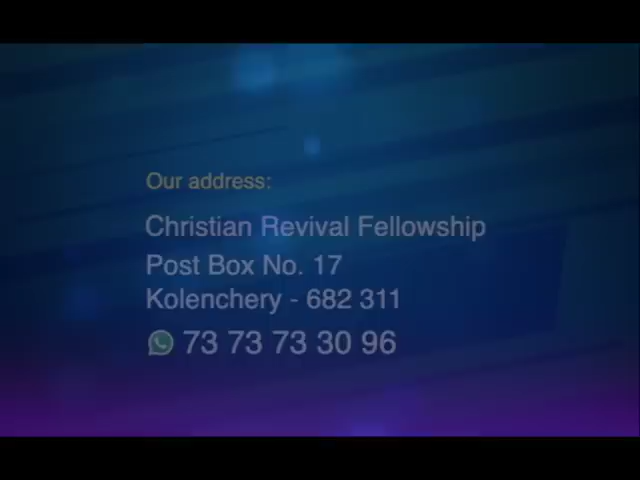 Our address:
Christian Revival Fellowship
Post Box No. 17
Kolenchery - 682 311
73 73 73 30 96